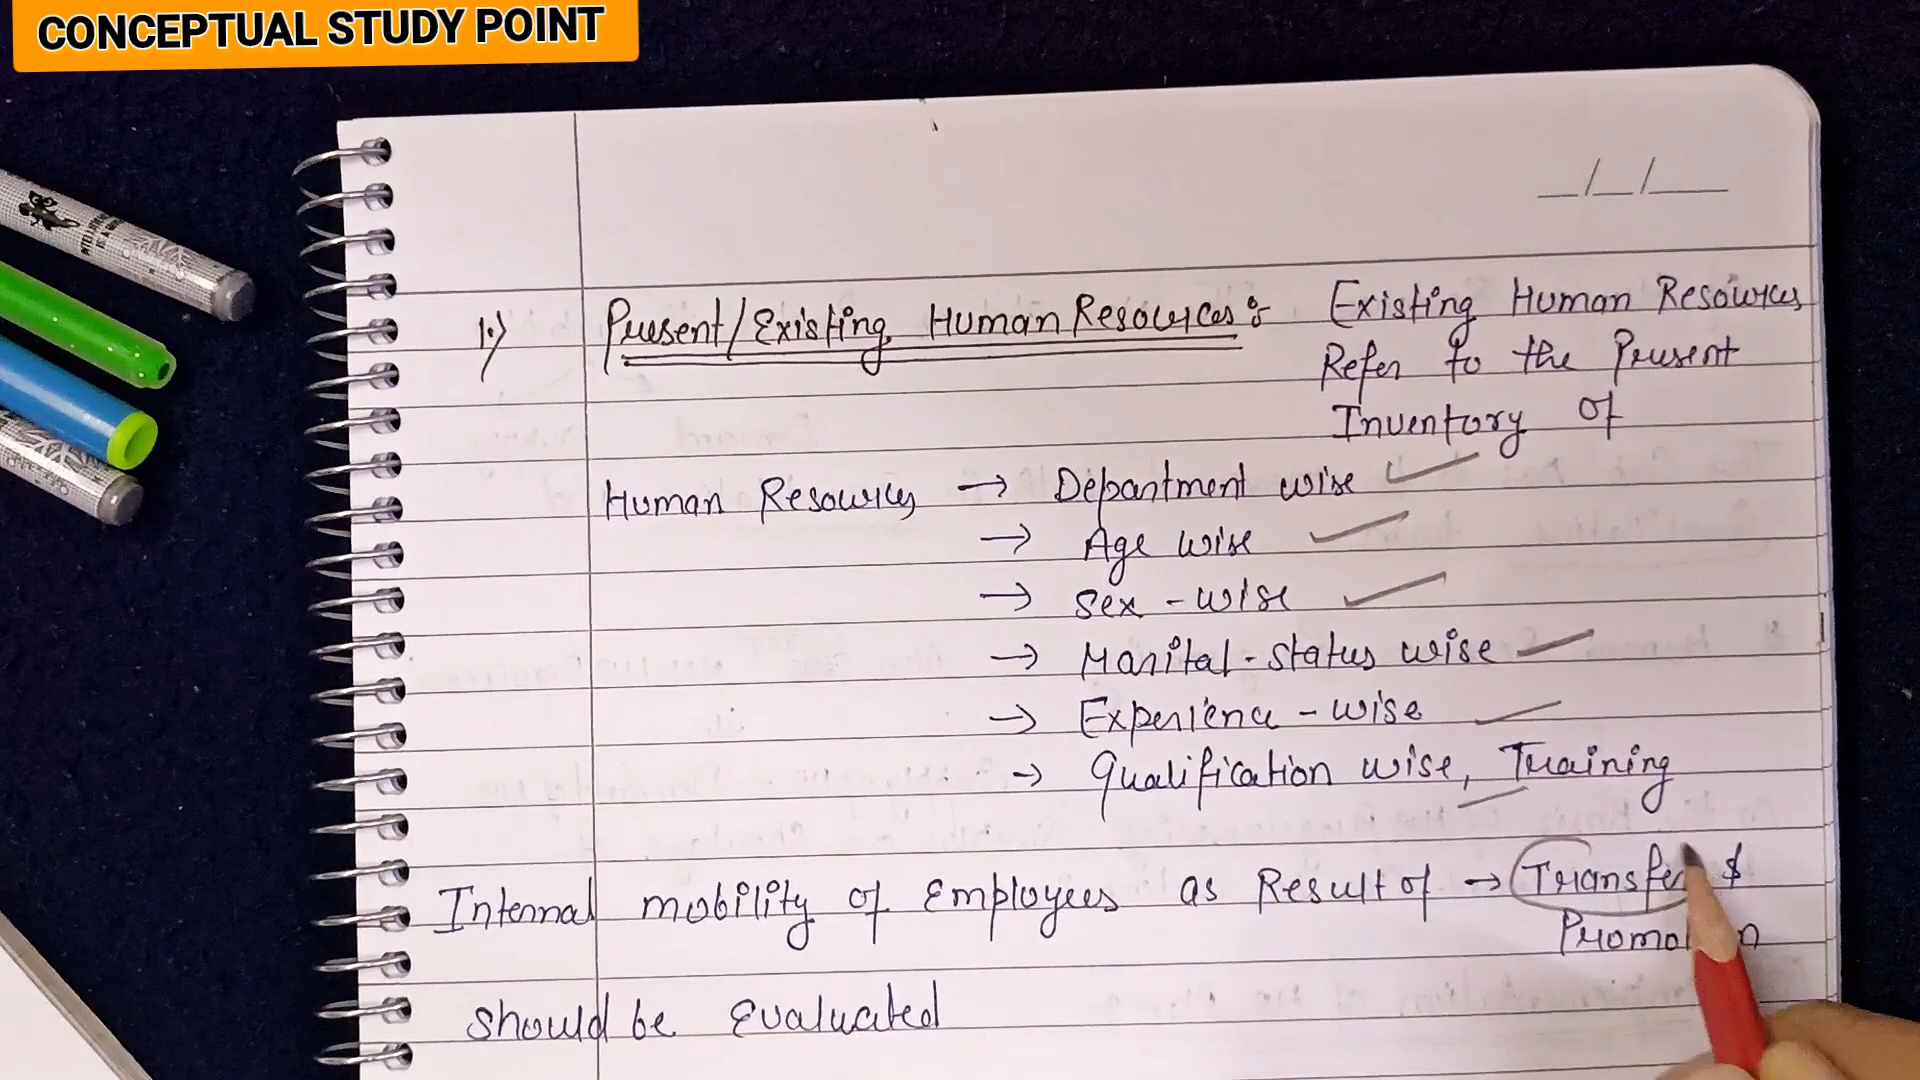 CONCEPTUAL STUDY POINT
_/_/__
1.) Present/Existing Human Resources : Existing Human Resources
Refer to the Present
Inventory of
Human Resources → Department wise ✓
→ Age wise ✓
→ Sex - wise ✓
→ Marital - Status wise ✓
→ Experience - wise ✓
→ Qualification wise, Training
Internal mobility of Employees as Result of → Transfer &
Promotion
should be Evaluated